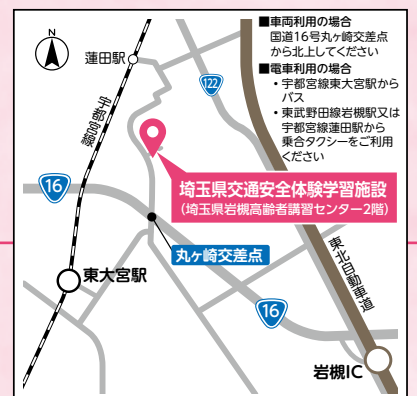 N
蓮田駅
122
■車両利用の場合
国道16号丸ヶ崎交差点
から北上してください
■電車利用の場合
・宇都宮線東大宮駅から
バス
・東武野田線岩槻駅又は
宇都宮線蓮田駅から
乗合タクシーをご利用
ください
宇都宮線
16
埼玉県交通安全体験学習施設
(埼玉県岩槻高齢者講習センター2階)
丸ヶ崎交差点
東大宮駅
東北自動車道
16
岩槻IC